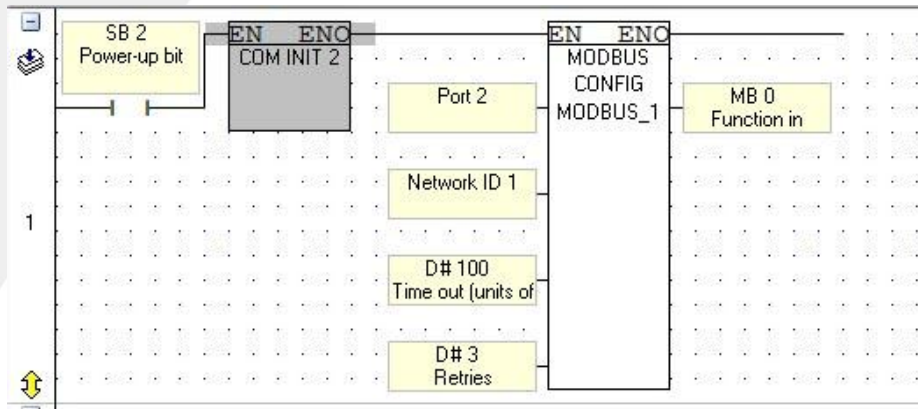 SB 2
Power-up bit
EN ENO
COM INIT 2
EN ENO
MODBUS
CONFIG
MODBUS_1
Port 2
MB 0
Function in
Network ID 1
1
D# 100
Time out (units of
D# 3
Retries